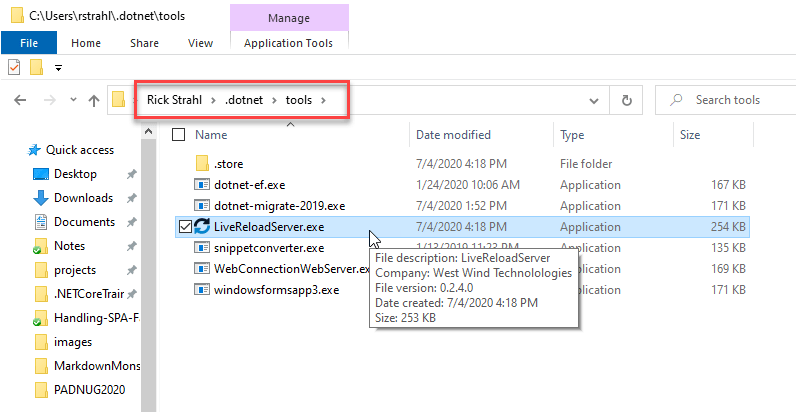 C:\Users\rstrahl\.dotnet\tools
Manage
File Home Share View Application Tools
Rick Strahl > .dotnet > tools >
Search tools
Name Date modified Type Size
Quick access
Desktop
Downloads
Documents
Notes
projects
.NETCoreTrair
Handling-SPA-F
images
MarkdownMons
PADNUG2020
.store 7/4/2020 4:18 PM File folder
dotnet-ef.exe 1/24/2020 10:06 AM Application 167 KB
dotnet-migrate-2019.exe 7/4/2020 1:52 PM Application 171 KB
LiveReloadServer.exe 7/4/2020 4:18 PM Application 254 KB
snippetconverter.exe 1/13/2019 11:23 PM Application 135 KB
WebConnectionWebServer.ex Application 169 KB
windowsformsapp3.exe Application 171 KB
File description: LiveReloadServer
Company: West Wind Technolologies
File version: 0.2.4.0
Date created: 7/4/2020 4:18 PM
Size: 253 KB